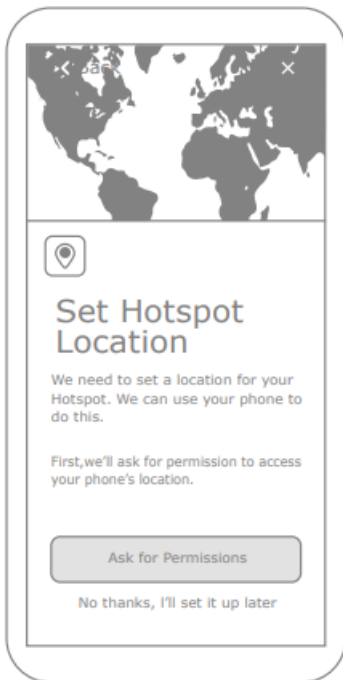 Back
Set Hotspot
Location
We need to set a location for your
Hotspot. We can use your phone to
do this.
First,we'll ask for permission to access
your phone's location.
Ask for Permissions
No thanks, I'll set it up later